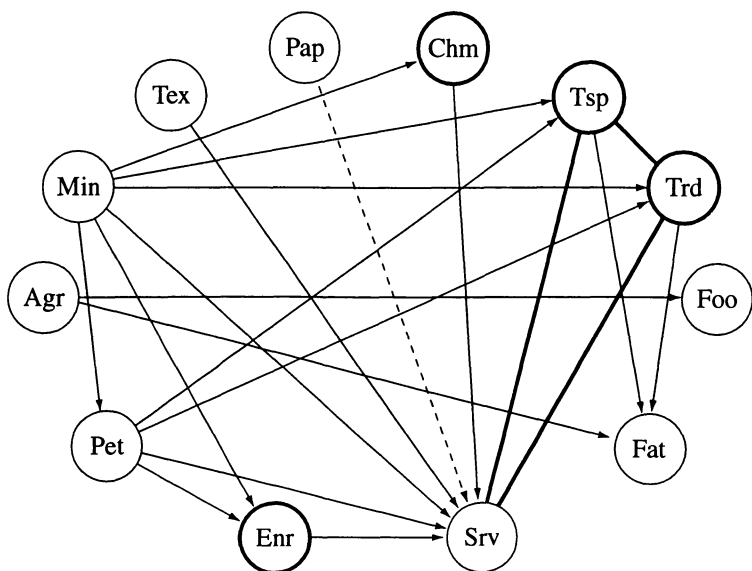 Pap
Chm
Tex
Tsp
Min
Trd
Agr
Foo
Pet
Fat
Enr
Srv